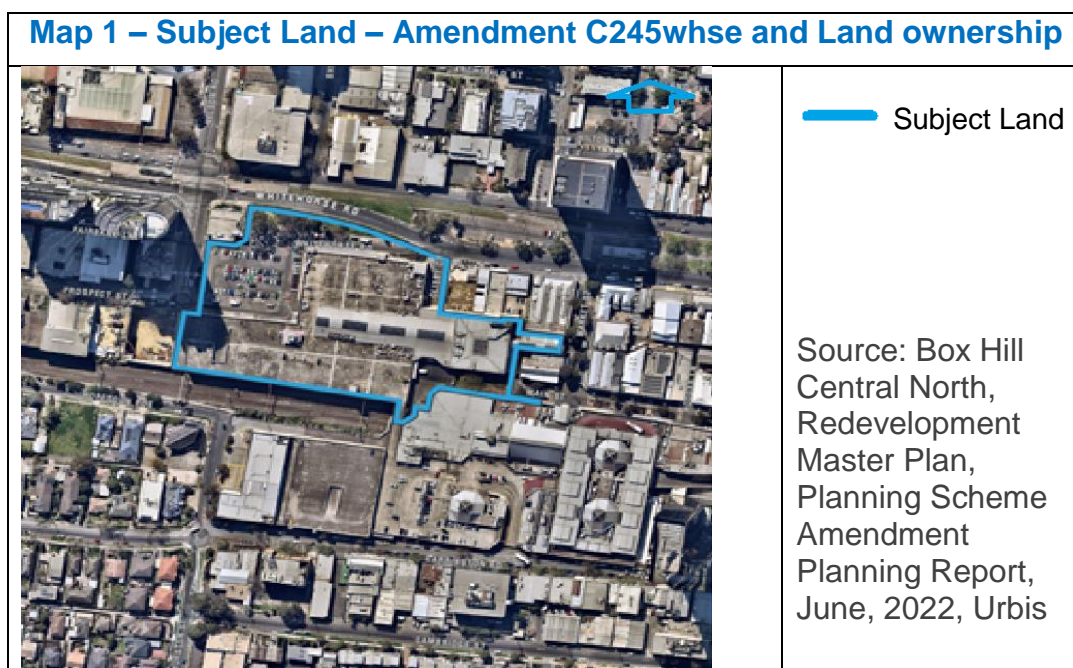 Map 1 – Subject Land – Amendment C245whse and Land ownership
ST
WHITEHORSE RD
PROSPECT ST
Subject Land
Source: Box Hill
Central North,
Redevelopment
Master Plan,
Planning Scheme
Amendment
Planning Report,
June, 2022, Urbis